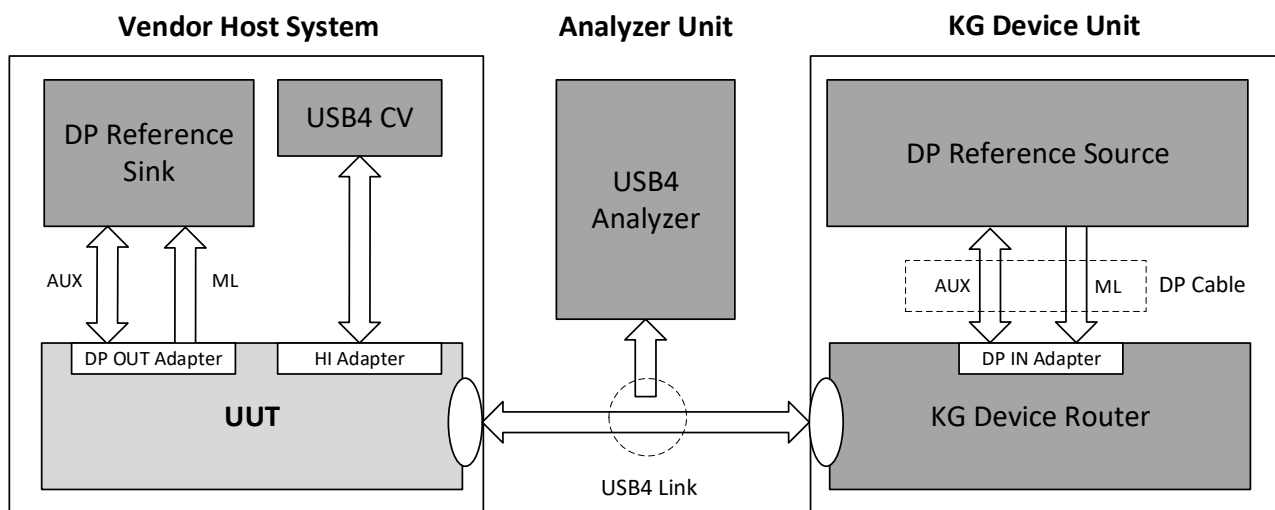 Vendor Host System
Analyzer Unit
KG Device Unit
DP Reference
Sink
USB4 CV
USB4
Analyzer
DP Reference Source
AUX
ML
AUX
ML
DP Cable
DP OUT Adapter
HI Adapter
DP IN Adapter
UUT
KG Device Router
USB4 Link